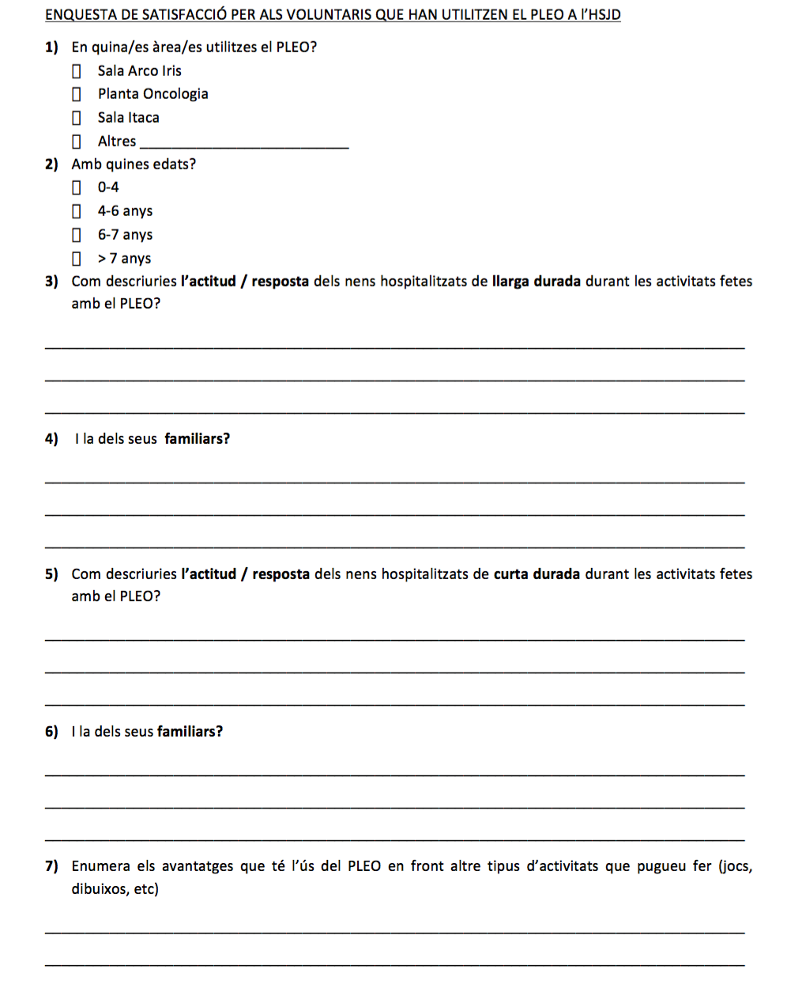 ENQUESTA DE SATISFACCIÓ PER ALS VOLUNTARIS QUE HAN UTILITZEN EL PLEO A l’HSJD
1) En quina/es àrea/es utilitzes el PLEO?
Sala Arco Iris
Planta Oncologia
Sala Itaca
Altres ___________________________
2) Amb quines edats?
0-4
4-6 anys
6-7 anys
> 7 anys
3) Com descriuries l’actitud / resposta dels nens hospitalitzats de llarga durada durant les activitats fetes
amb el PLEO?
4) I la dels seus familiars?
5) Com descriuries l’actitud / resposta dels nens hospitalitzats de curta durada durant les activitats fetes
amb el PLEO?
6) I la dels seus familiars?
7) Enumera els avantatges que té l’ús del PLEO en front altre tipus d’activitats que pugueu fer (jocs,
dibuixos, etc)